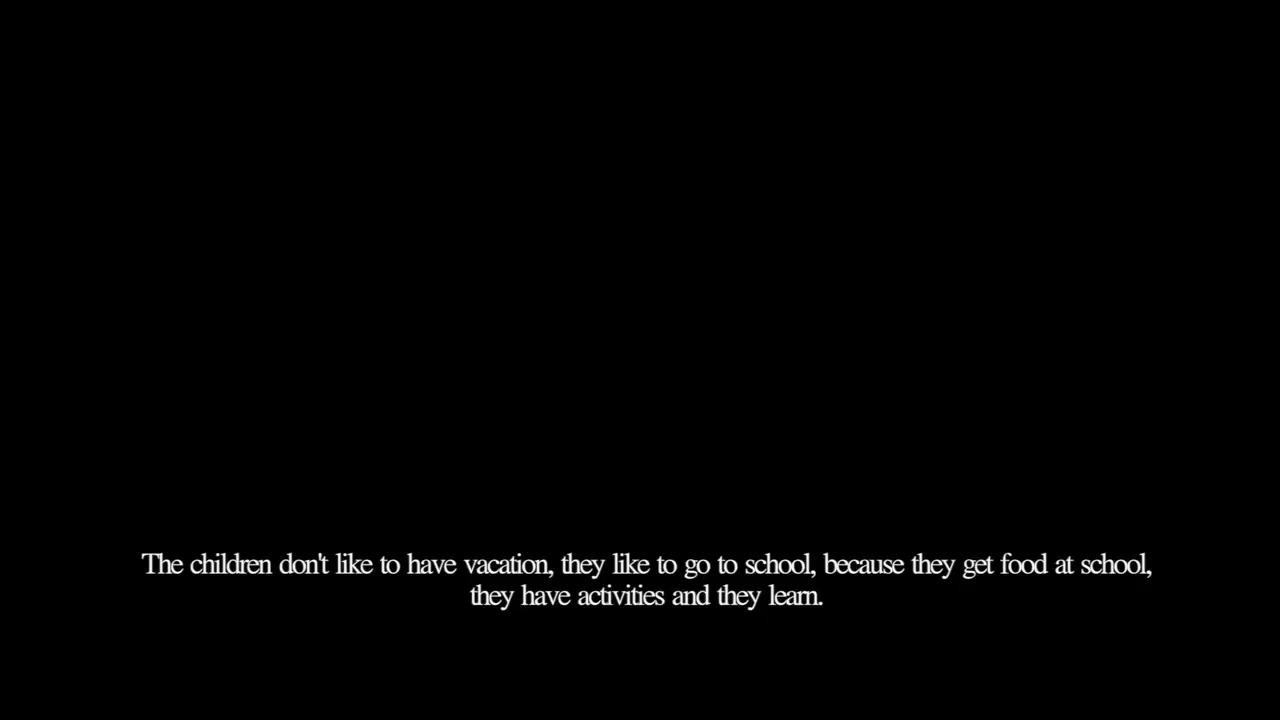 The children don't like to have vacation, they like to go to school, because they get food at school,
they have activities and they learn.